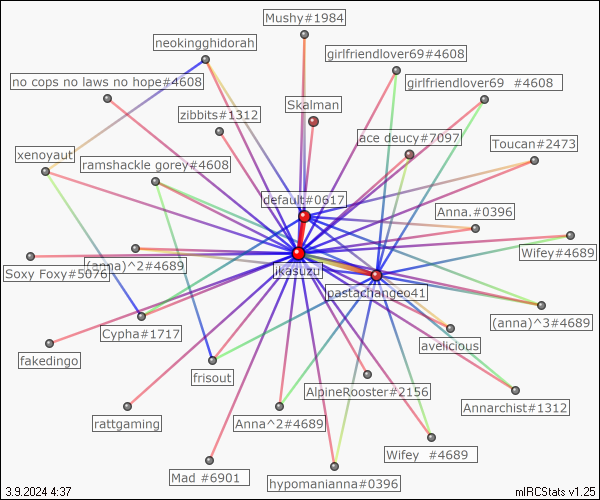 Mushy#1984
neokingghidorah
girlfriendlover69#4608
no cops no laws no hope#4608
girlfriendlover69 #4608
Skalman
zibbits#1312
ace deucy#7097
Toucan#2473
xenoyaut
ramshackle gorey#4608
default#0617
Anna.#0396
Wifey#4689
(anna)^2#4689
Soxy Foxy#5076
ikasuzu
pastachangeo41
(anna)^3#4689
Cypha#1717
avelicious
fakedingo
frisout
AlpineRooster#2156
Annarchist#1312
rattgaming
Anna^2#4689
Wifey #4689
Mad #6901
hypomanianna#0396
3.9.2024 4:37
mIRCStats v1.25